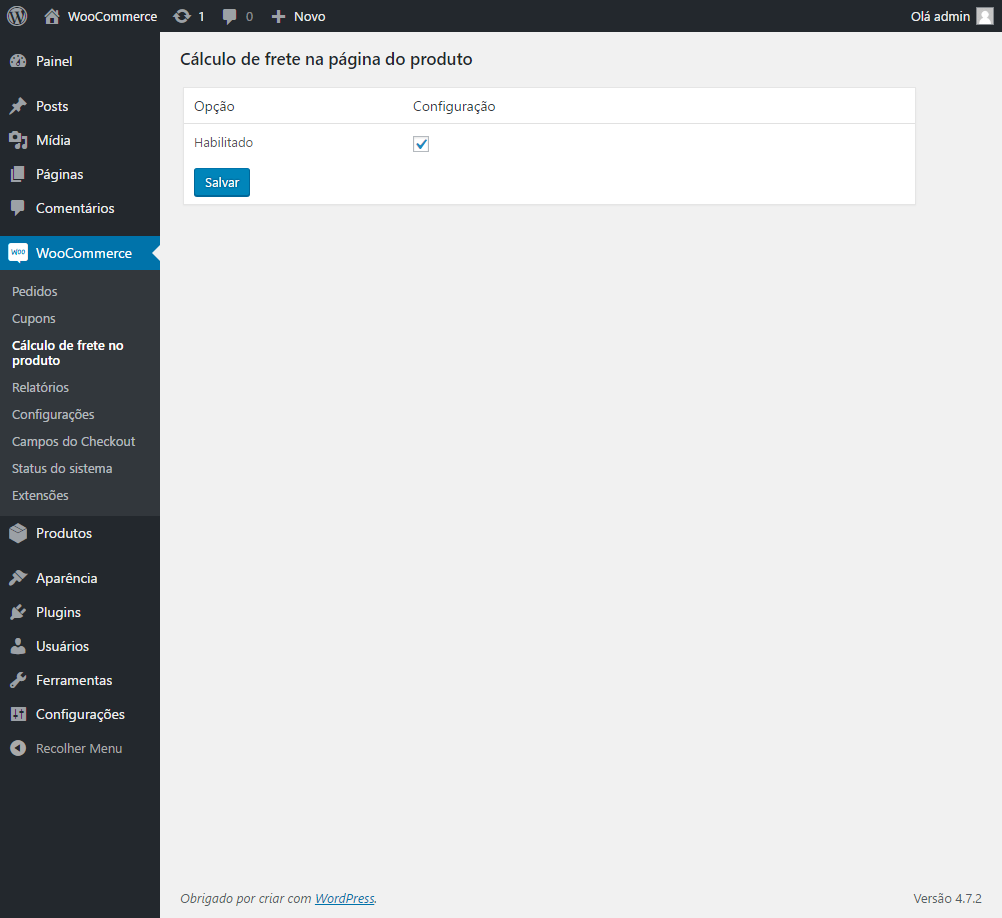 WooCommerce 1 0 Novo Olá admin
Painel
Posts
Mídia
Páginas
Comentários
Woo WooCommerce
Pedidos
Cupons
Cálculo de frete no
produto
Relatórios
Configurações
Campos do Checkout
Status do sistema
Extensões
Produtos
Aparência
Plugins
Usuários
Ferramentas
Configurações
Recolher Menu
Cálculo de frete na página do produto
Opção Configuração
Habilitado
Salvar
Obrigado por criar com WordPress. Versão 4.7.2